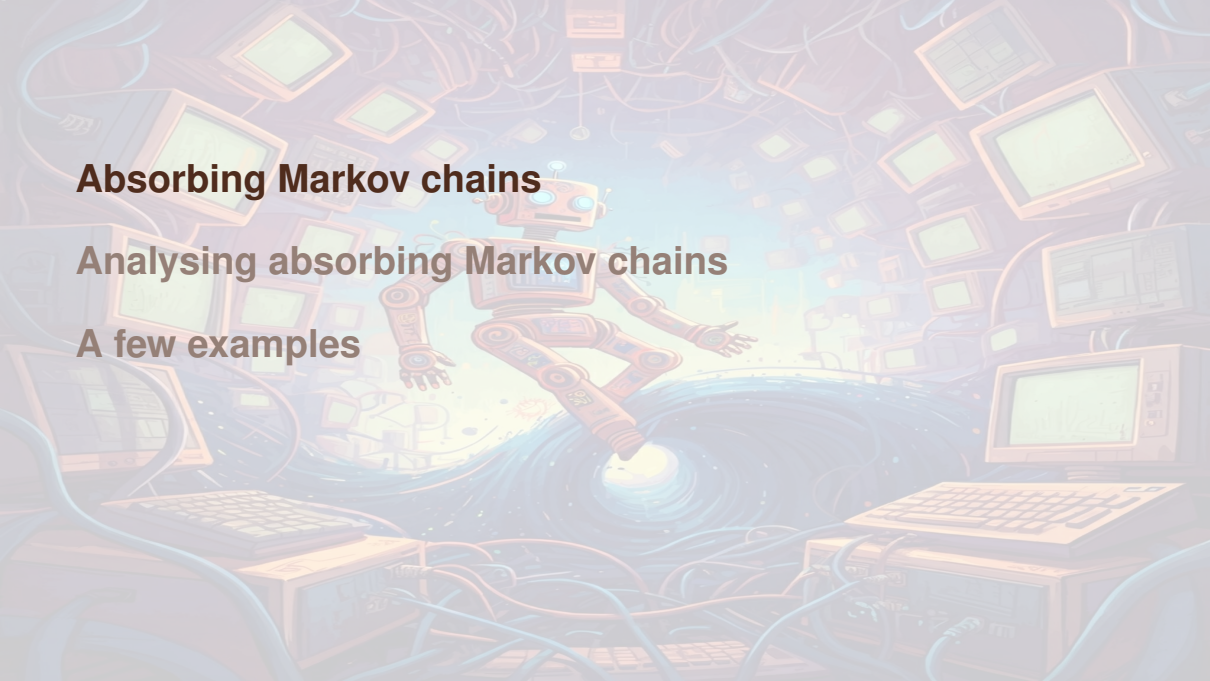 Absorbing Markov chains
Analysing absorbing Markov chains
A few examples